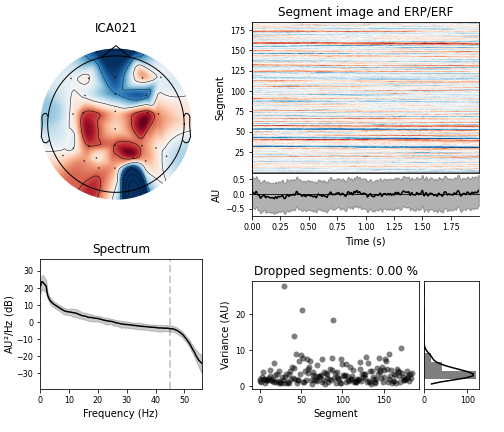 ICA021
Segment image and ERP/ERF
175
150
125
100
75
50
25
Segment
0.5
0.0
−0.5
AU
0.00 0.25 0.50 0.75 1.00 1.25 1.50 1.75
Time (s)
Spectrum
30
20
10
0
−10
−20
−30
AU²/Hz (dB)
0 10 20 30 40 50
Frequency (Hz)
Dropped segments: 0.00 %
20
10
0
Variance (AU)
0 50 100 150
Segment
0 100